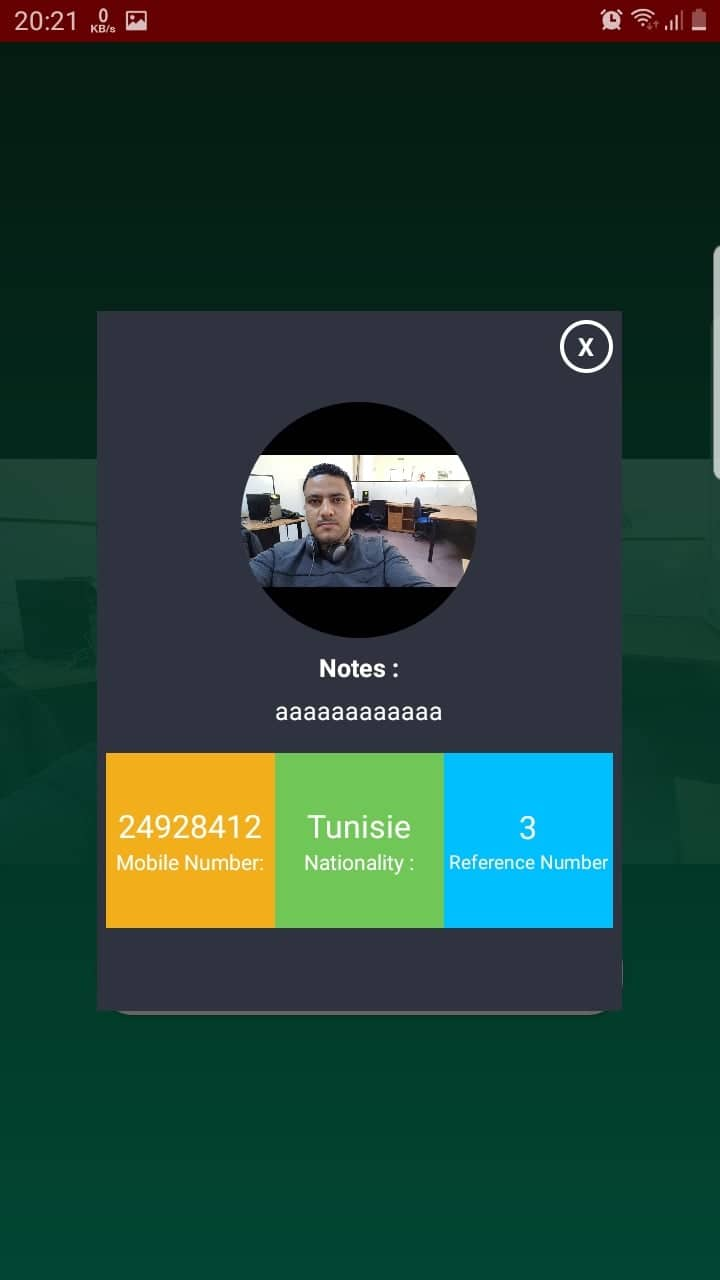 20:21
0
KB/s
X
Notes :
aaaaaaaaaaaa
24928412
Mobile Number:
Tunisie
Nationality :
3
Reference Number